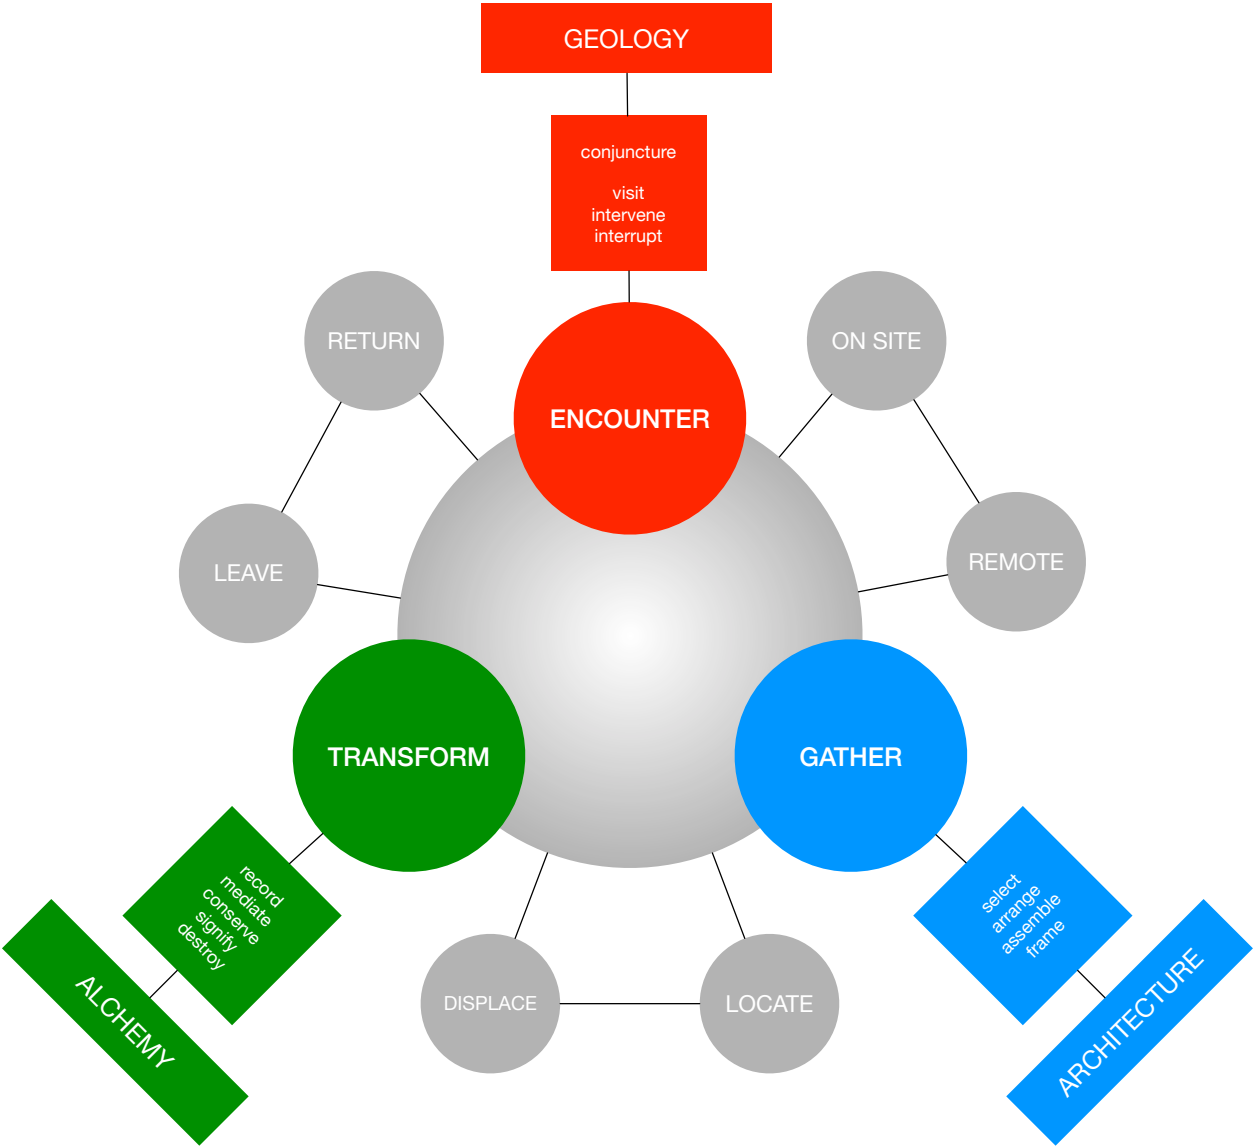 GEOLOGY
conjuncture
visit
intervene
interrupt
RETURN
ON SITE
ENCOUNTER
LEAVE
REMOTE
TRANSFORM
GATHER
record
mediate
conserve
signify
destroy
select
arrange
assemble
frame
ALCHEMY
DISPLACE
LOCATE
ARCHITECTURE